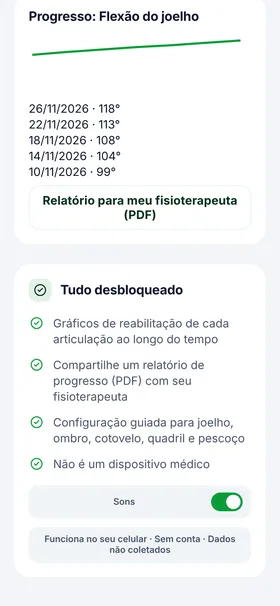 Progresso: Flexão do joelho
26/11/2026 · 118°
22/11/2026 · 113°
18/11/2026 · 108°
14/11/2026 · 104°
10/11/2026 · 99°
Relatório para meu fisioterapeuta
(PDF)
Tudo desbloqueado
Gráficos de reabilitação de cada
articulação ao longo do tempo
Compartilhe um relatório de
progresso (PDF) com seu
fisioterapeuta
Configuração guiada para joelho,
ombro, cotovelo, quadril e pescoço
Não é um dispositivo médico
Sons
Funciona no seu celular · Sem conta · Dados
não coletados